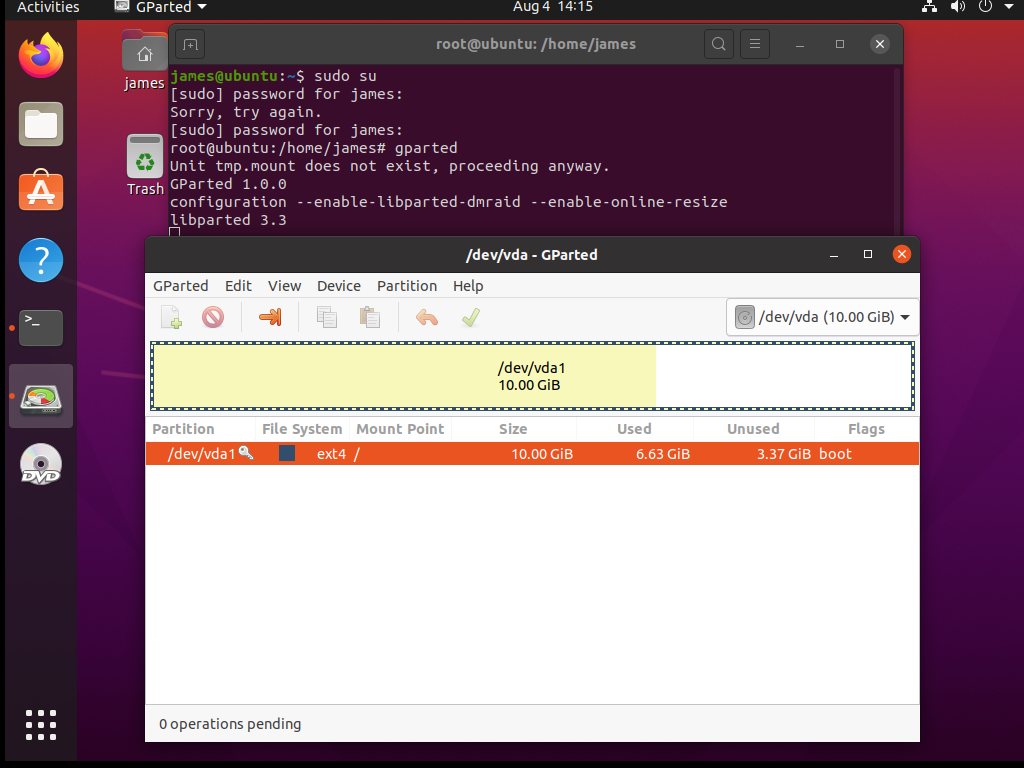 Activities
GParted
Aug 4 14:15
james
Trash
root@ubuntu: /home/james
james@ubuntu:~$ sudo su
[sudo] password for james:
Sorry, try again.
[sudo] password for james:
root@ubuntu:/home/james# gparted
Unit tmp.mount does not exist, proceeding anyway.
GParted 1.0.0
configuration --enable-libparted-dmraid --enable-online-resize
libparted 3.3
/dev/vda - GParted
GParted Edit View Device Partition Help
/dev/vda (10.00 GiB)
/dev/vda1
10.00 GiB
Partition File System Mount Point Size Used Unused Flags
/dev/vda1 ext4 / 10.00 GiB 6.63 GiB 3.37 GiB boot
0 operations pending
>_
?
DVD